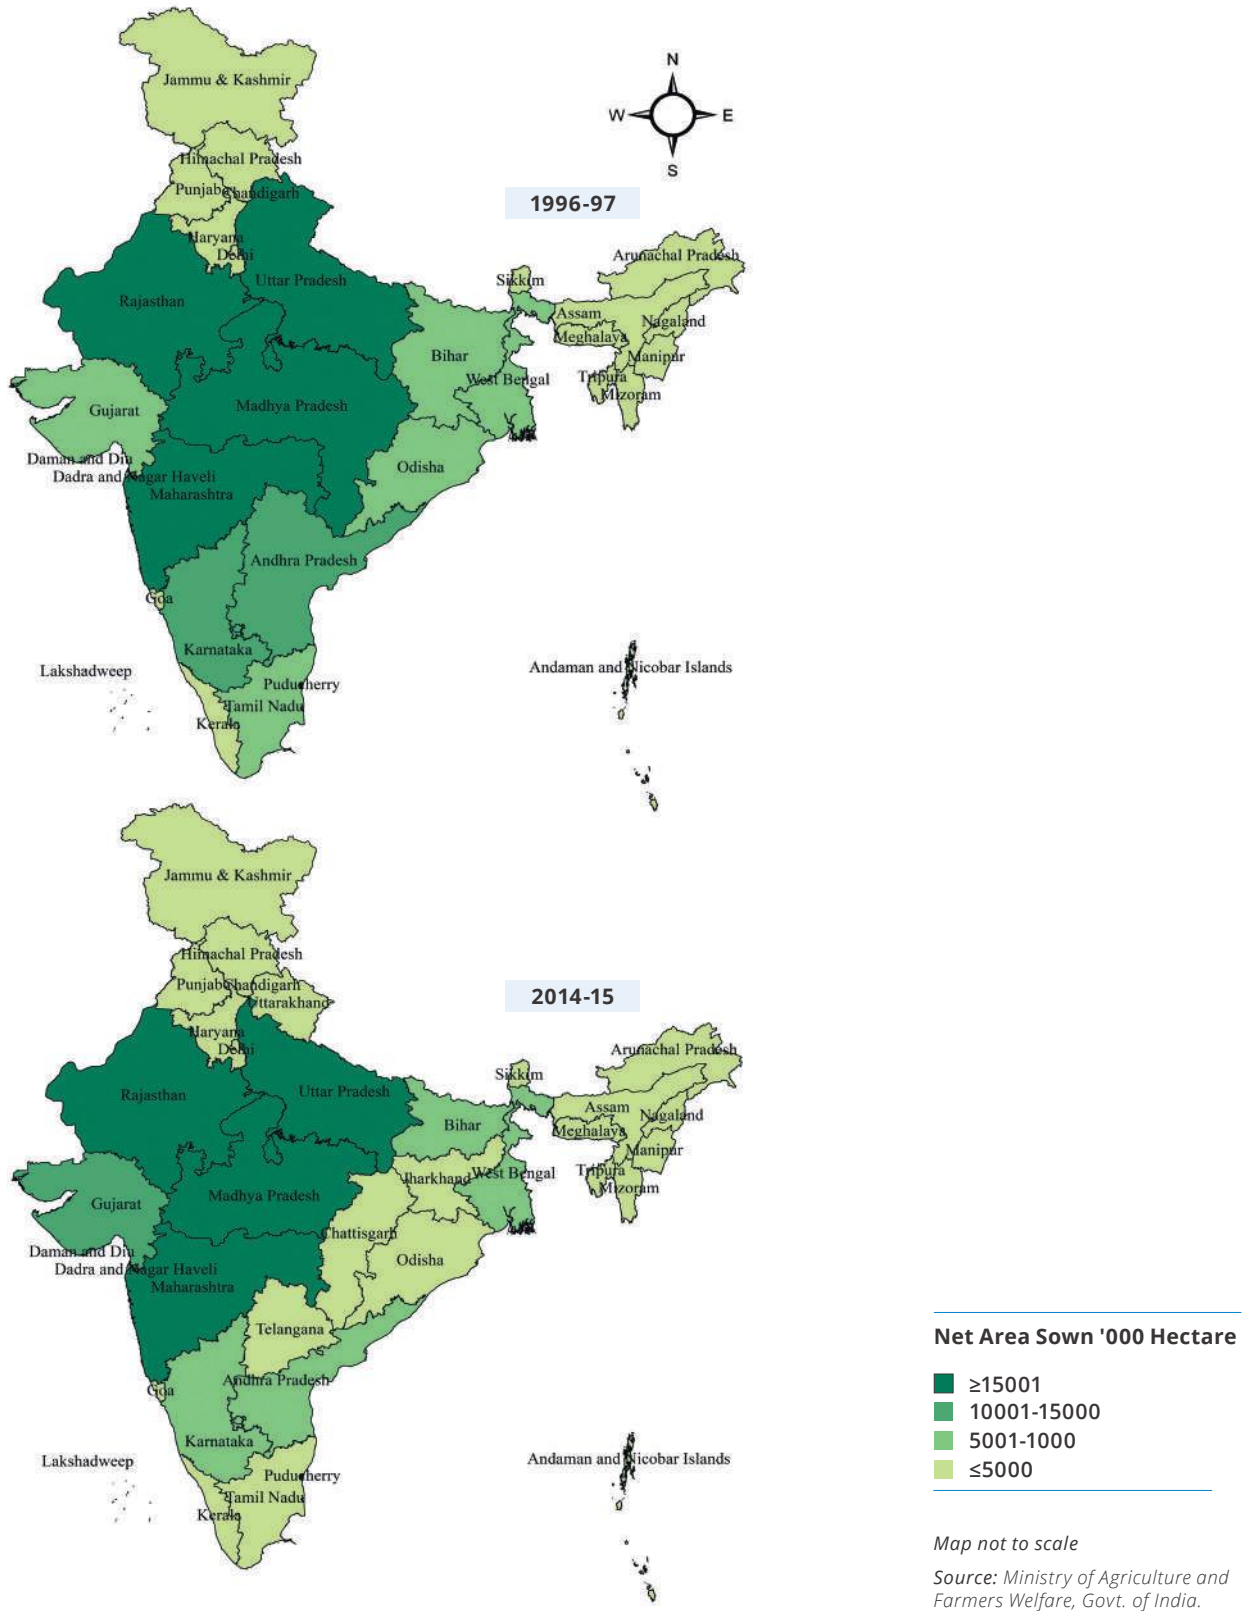 Jammu & Kashmir
N
W
E
S
Himachal Pradesh
Punjab
Chandigarh
1996-97
Haryana
Delhi
Arunachal Pradesh
Uttar Pradesh
Sikkim
Rajasthan
Assam
Nagaland
Meghalaya
Bihar
Manipur
West Bengal
Tripura
Mizoram
Madhya Pradesh
Gujarat
Daman and Diu
Odisha
Dadra and Nagar Haveli
Maharashtra
Andhra Pradesh
Goa
Karnataka
Lakshadweep
Andaman and Nicobar Islands
Puducherry
Tamil Nadu
Kerala
Jammu & Kashmir
Himachal Pradesh
Punjab
Chandigarh
Uttarakhand
2014-15
Haryana
Delhi
Arunachal Pradesh
Sikkim
Uttar Pradesh
Rajasthan
Assam
Nagaland
Bihar
Meghalaya
Manipur
Jharkhand
West Bengal
Tripura
Mizoram
Madhya Pradesh
Gujarat
Chattisgarh
Daman and Diu
Odisha
Dadra and Nagar Haveli
Maharashtra
Telangana
Andhra Pradesh
Goa
Karnataka
Lakshadweep
Andaman and Nicobar Islands
Puducherry
Tamil Nadu
Kerala
Net Area Sown '000 Hectare
≥15001
10001-15000
5001-1000
≤5000
Map not to scale
Source: Ministry of Agriculture and
Farmers Welfare, Govt. of India.